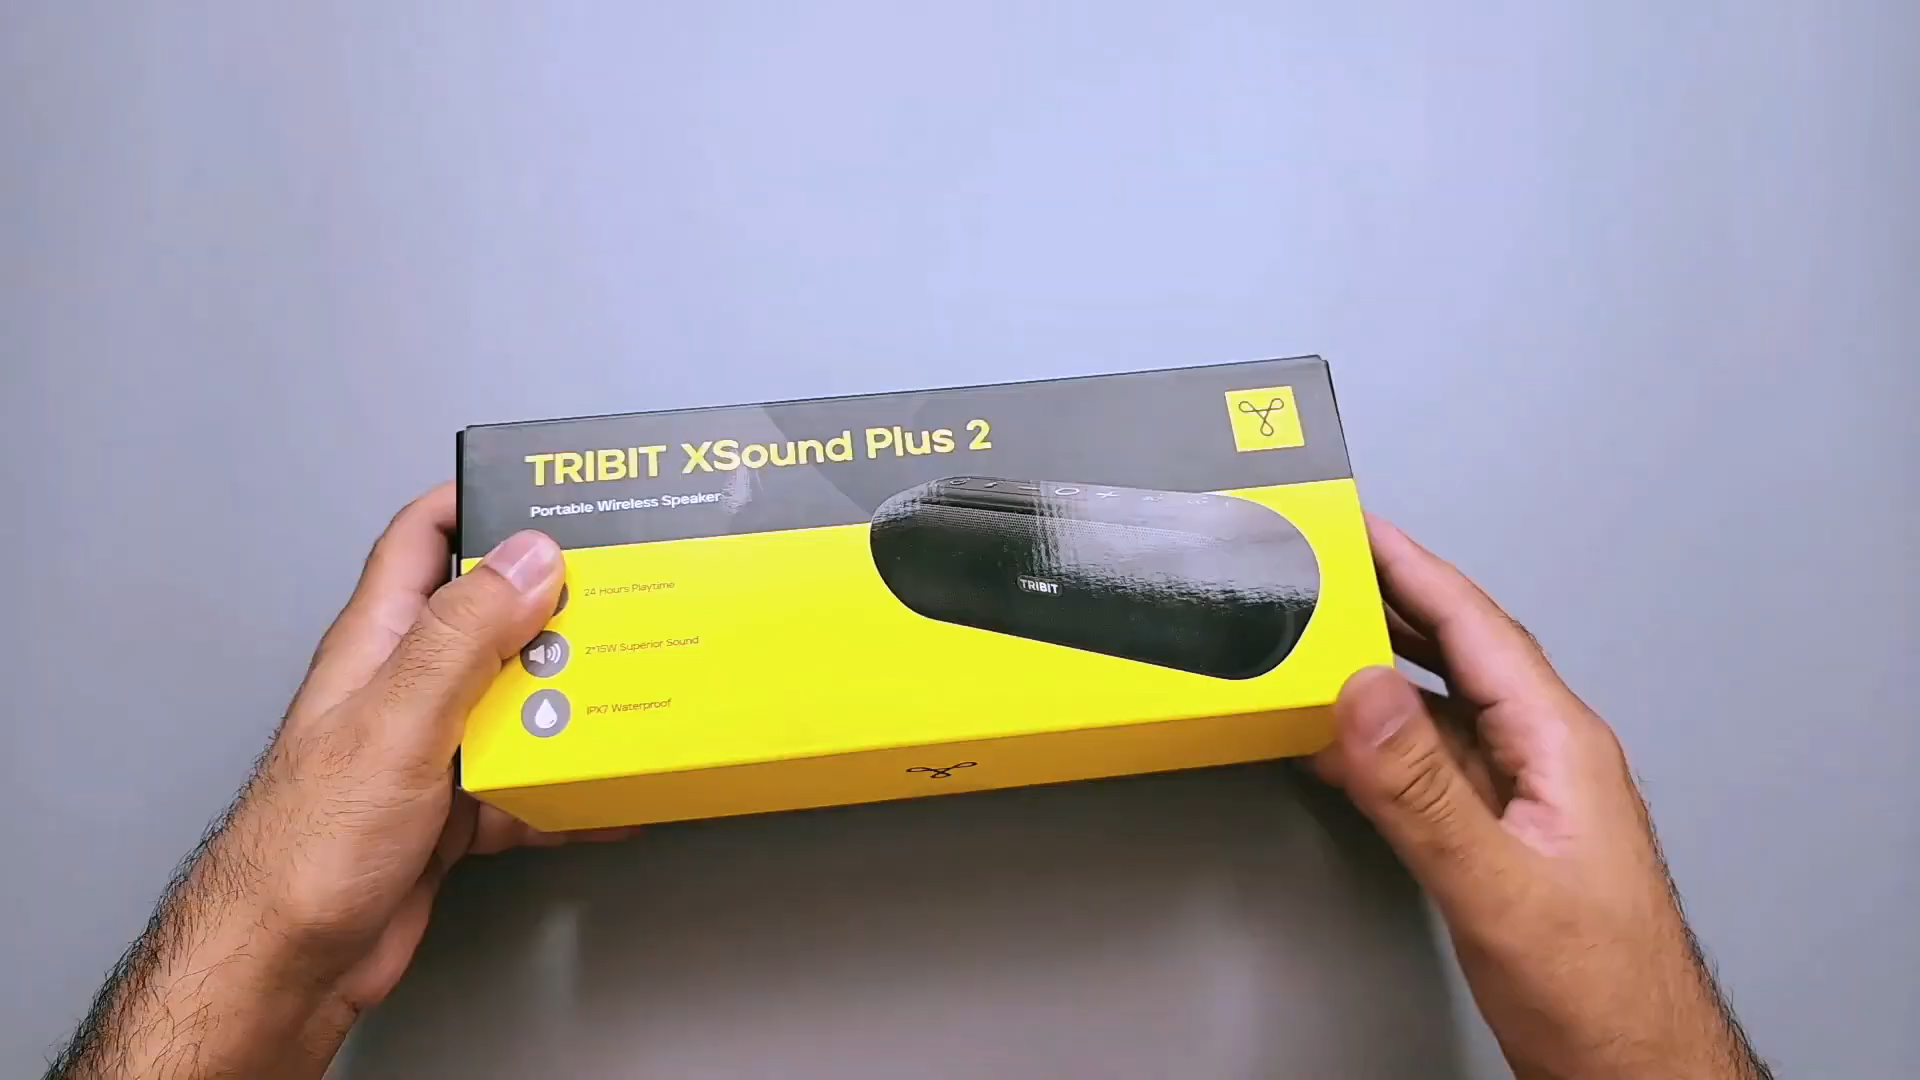 TRIBIT XSound Plus 2
Portable Wireless Speaker
24 Hours Playtime
2*15W Superior Sound
IPX7 Waterproof
TRIBIT